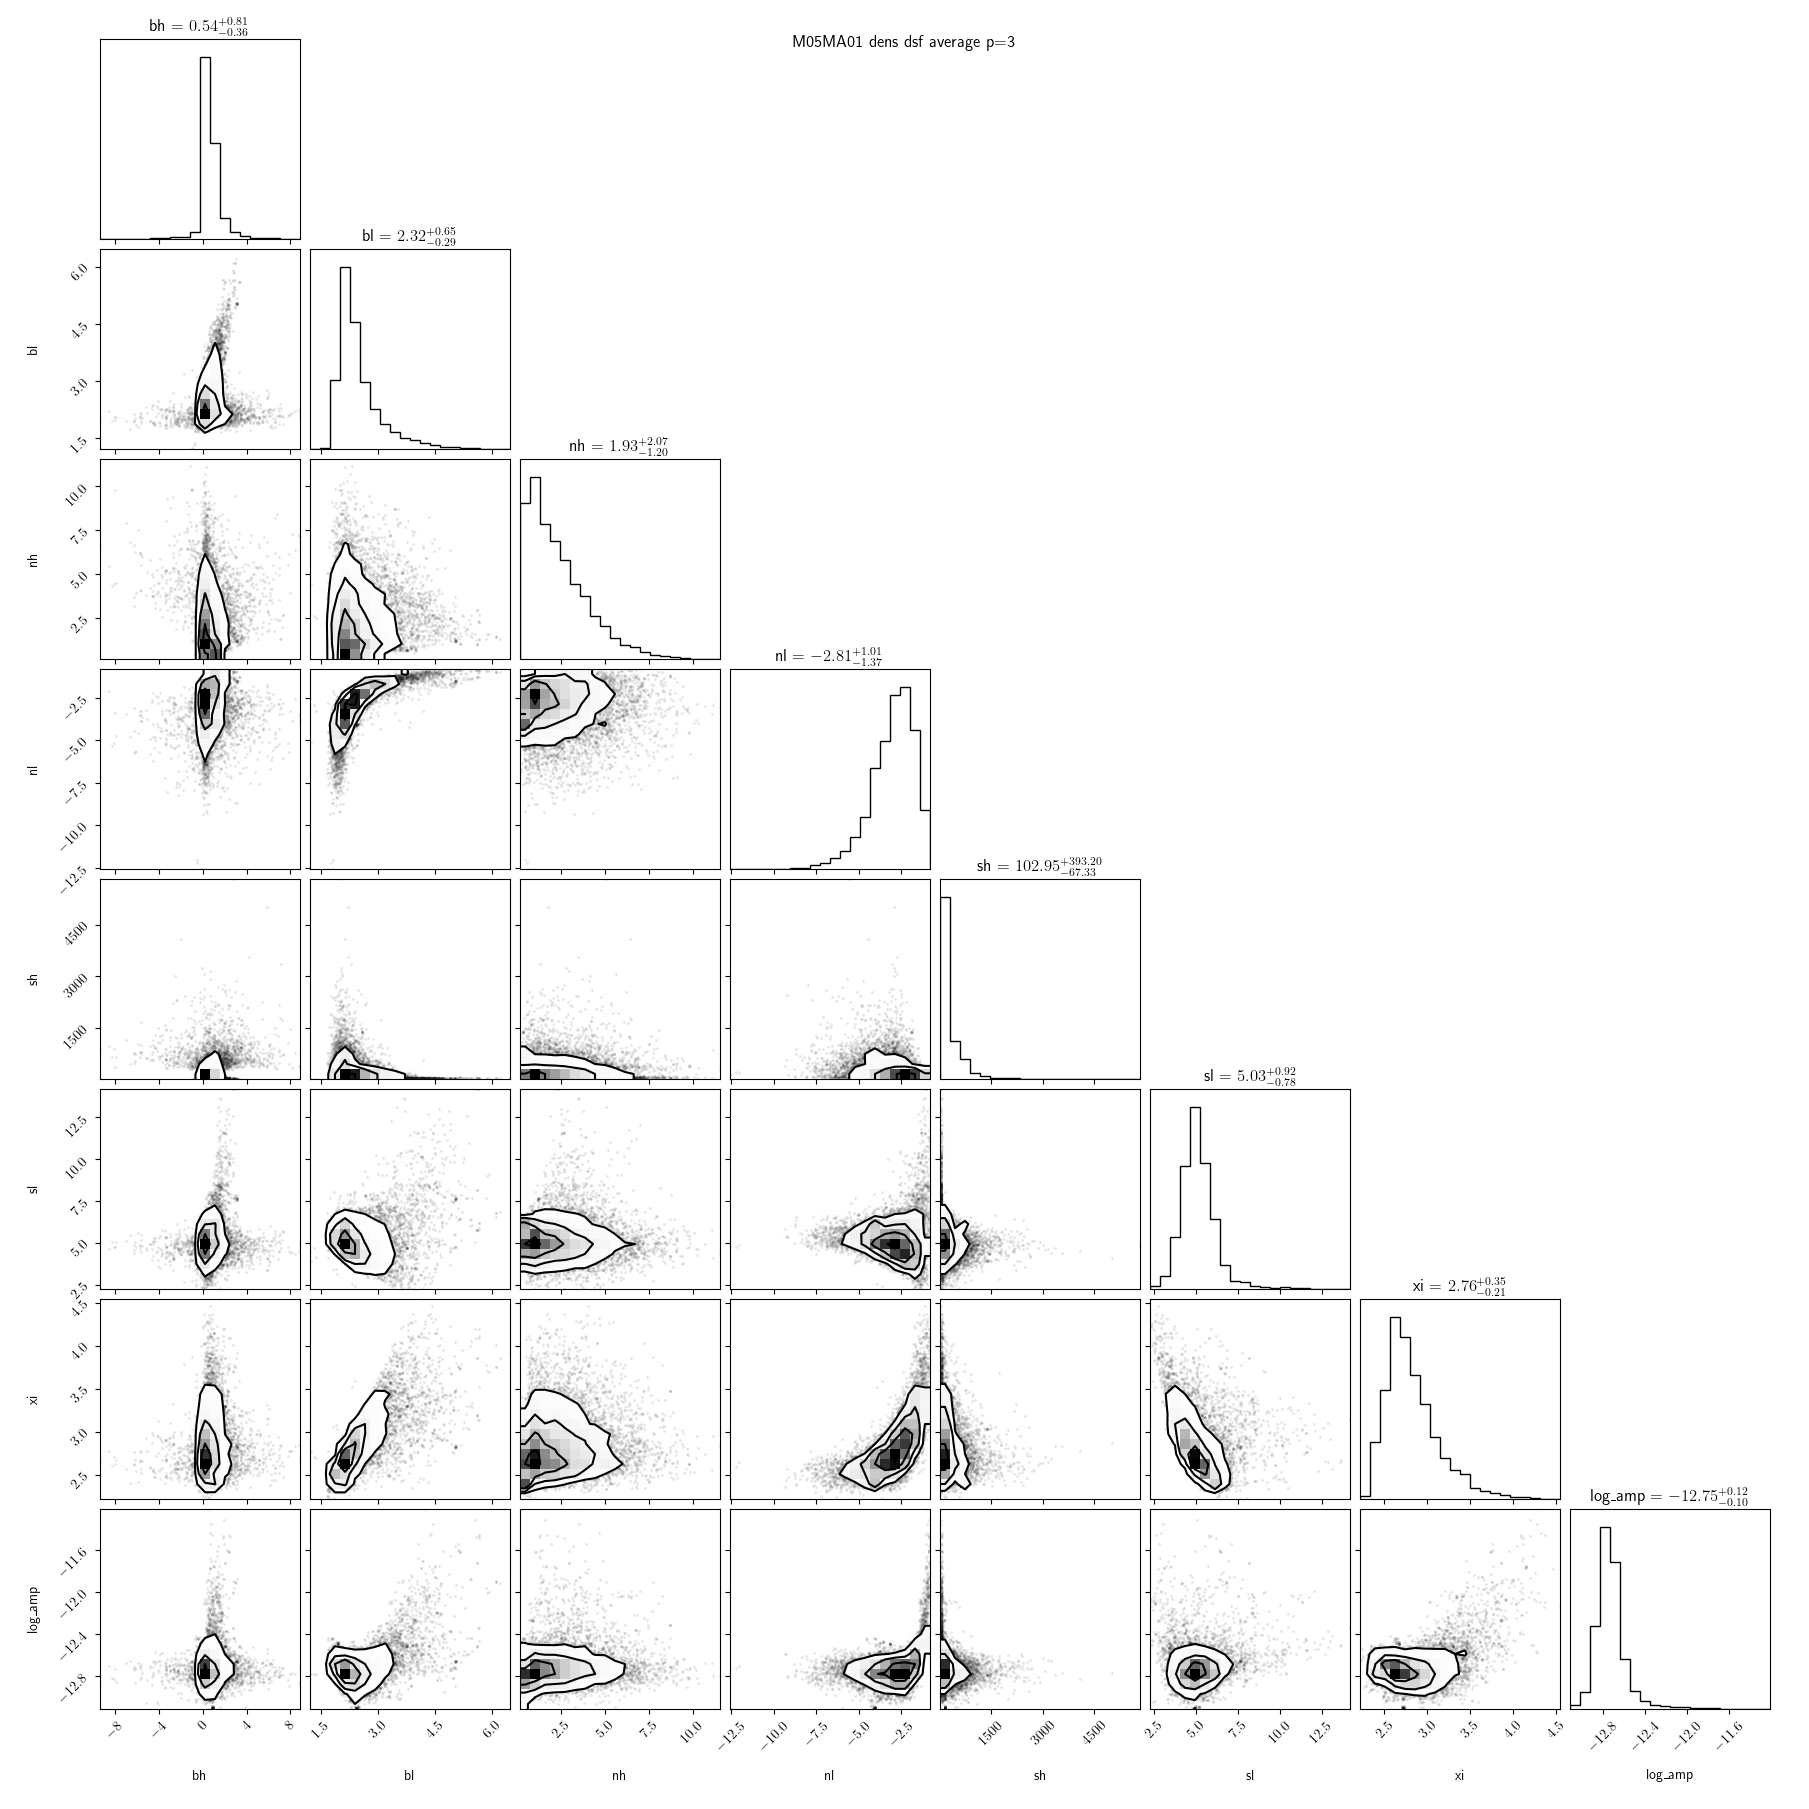 bh = 0.54+0.81−0.36
M05MA01 dens dsf average p=3
bl = 2.32+0.65−0.29
6.0
4.5
3.0
1.5
bl
nh = 1.93+2.07−1.20
10.0
7.5
5.0
2.5
nh
nl = −2.81+1.01−1.37
−2.5
−5.0
−7.5
−10.0
−12.5
nl
sh = 102.95+393.20−67.33
4500
3000
1500
sh
sl = 5.03+0.92−0.78
12.5
10.0
7.5
5.0
2.5
sl
xi = 2.76+0.35−0.21
4.5
4.0
3.5
3.0
2.5
xi
log_amp = −12.75+0.12−0.10
−11.6
−12.0
−12.4
−12.8
log_amp
−8 −4 0 4 8
1.5 3.0 4.5 6.0
2.5 5.0 7.5 10.0
−12.5 −10.0 −7.5 −5.0 −2.5
1500 3000 4500
2.5 5.0 7.5 10.0 12.5
2.5 3.0 3.5 4.0 4.5
−12.8 −12.4 −12.0 −11.6
bh bl nh nl sh sl xi log_amp